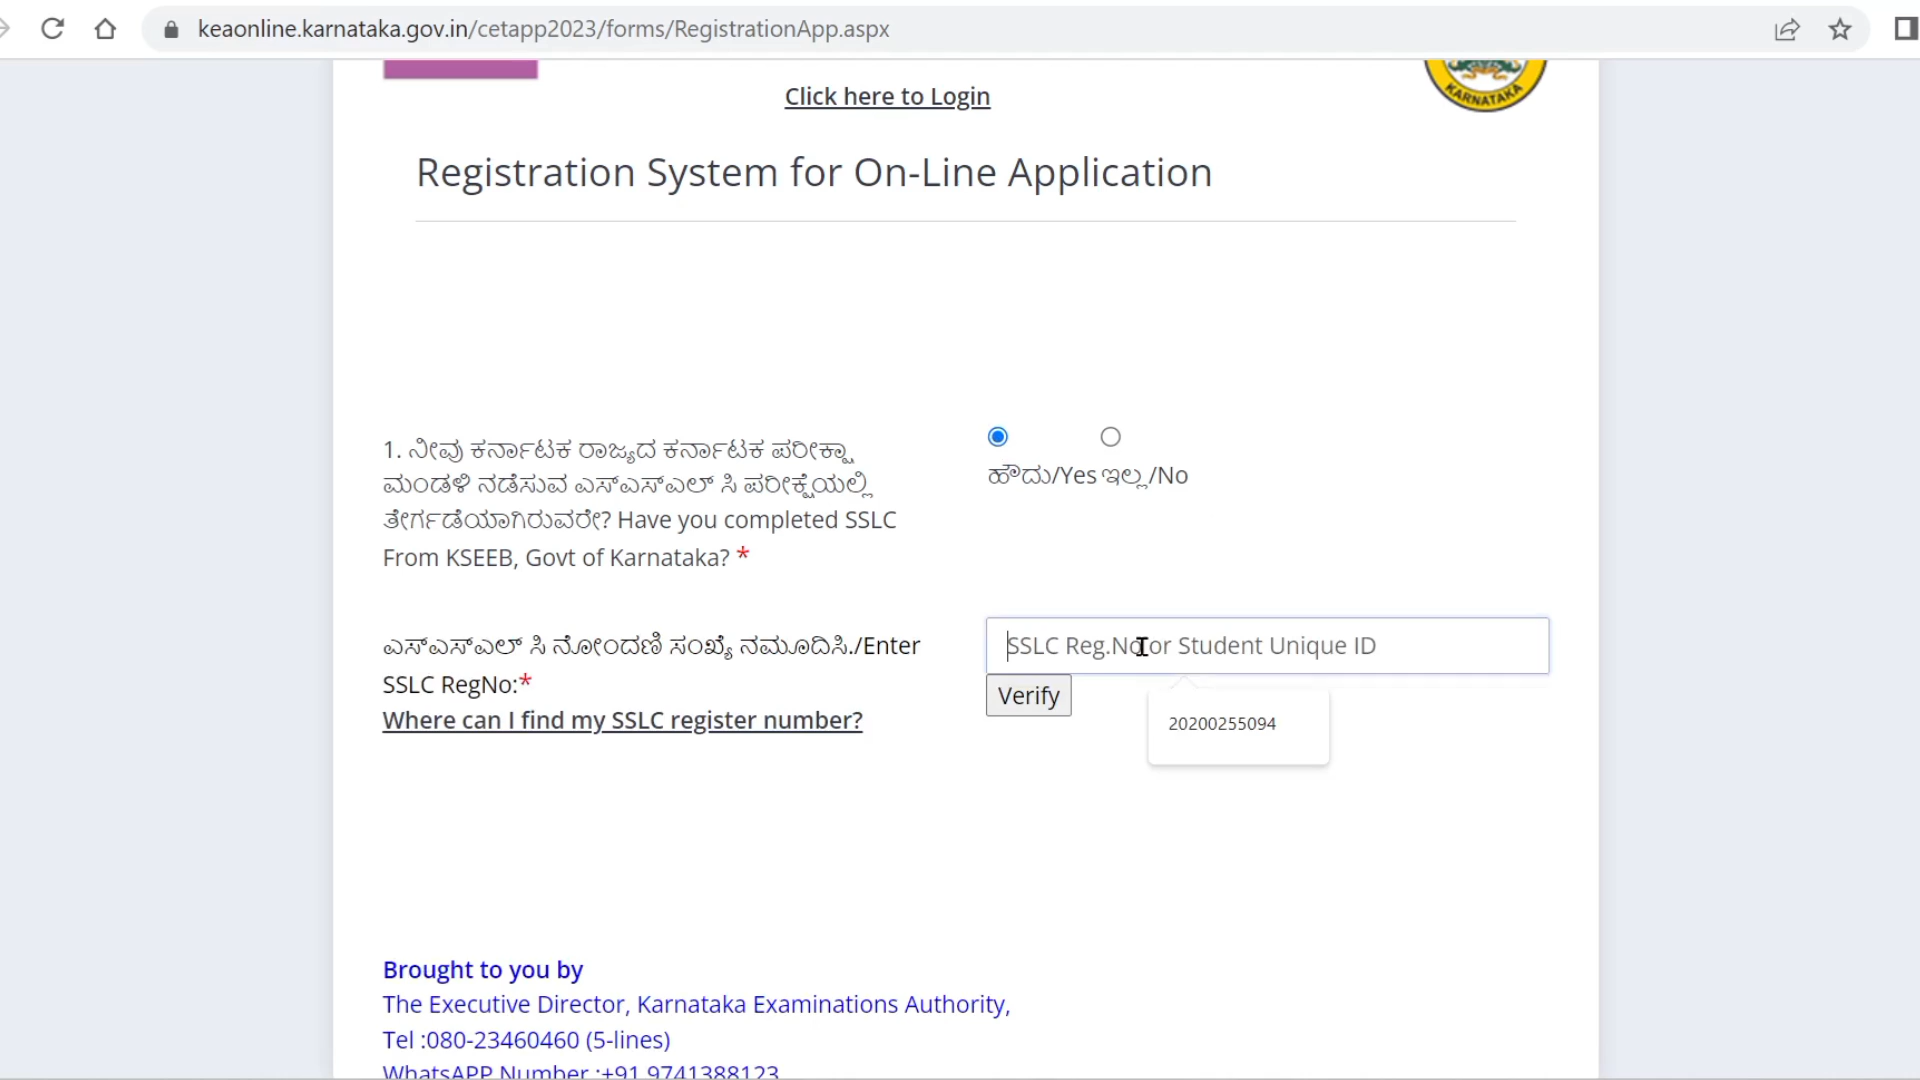 keaonline.karnataka.gov.in/cetapp2023/forms/RegistrationApp.aspx
KARNATAKA
Click here to Login
Registration System for On-Line Application
1. ನೀವು ಕರ್ನಾಟಕ ರಾಜ್ಯದ ಕರ್ನಾಟಕ ಪರೀಕ್ಷಾ
ಮಂಡಳಿ ನಡೆಸುವ ಎಸ್ಎಸ್ಎಲ್ ಸಿ ಪರೀಕ್ಷೆಯಲ್ಲಿ
ತೇರ್ಗಡೆಯಾಗಿರುವರೇ? Have you completed SSLC
From KSEEB, Govt of Karnataka? *
ಹೌದು/Yes ಇಲ್ಲ/No
ಎಸ್ಎಸ್ಎಲ್ ಸಿ ನೋಂದಣಿ ಸಂಖ್ಯೆ ನಮೂದಿಸಿ./Enter
SSLC RegNo:*
Where can I find my SSLC register number?
SSLC Reg.No or Student Unique ID
Verify
20200255094
Brought to you by
The Executive Director, Karnataka Examinations Authority,
Tel :080-23460460 (5-lines)
WhatsAPP Number :+91 9741388123